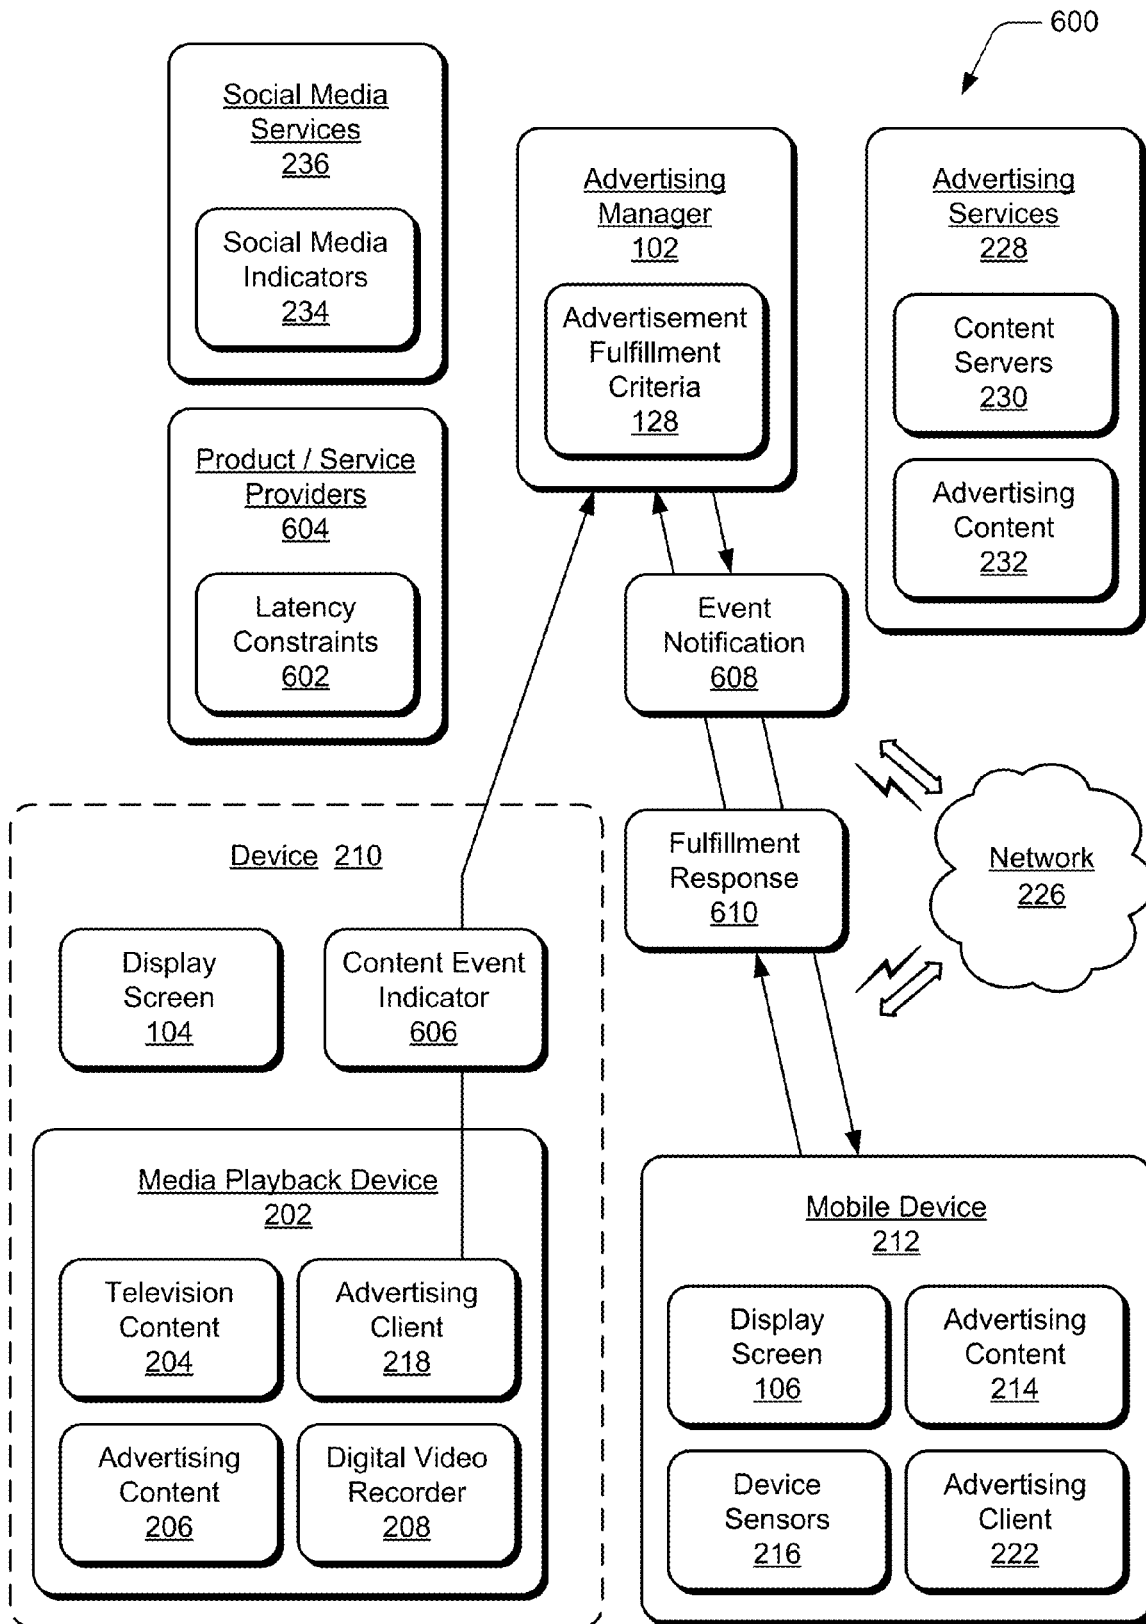 600
Social Media
Services
236
Social Media
Indicators
234
Advertising
Manager
102
Advertisement
Fulfillment
Criteria
128
Advertising
Services
228
Content
Servers
230
Advertising
Content
232
Product / Service
Providers
604
Latency
Constraints
602
Event
Notification
608
Fulfillment
Response
610
Network
226
Device 210
Display
Screen
104
Content Event
Indicator
606
Media Playback Device
202
Television
Content
204
Advertising
Client
218
Advertising
Content
206
Digital Video
Recorder
208
Mobile Device
212
Display
Screen
106
Advertising
Content
214
Device
Sensors
216
Advertising
Client
222